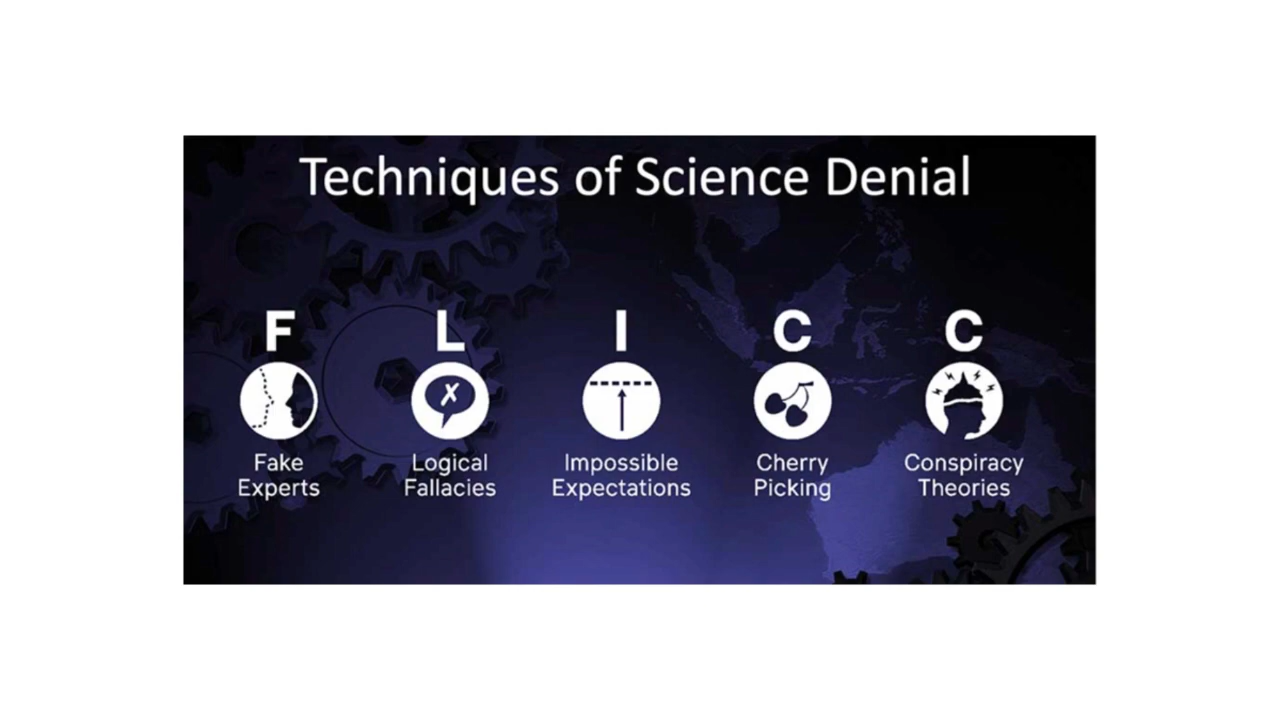 Techniques of Science Denial
F L I C C
Fake Experts
Logical Fallacies
Impossible Expectations
Cherry Picking
Conspiracy Theories